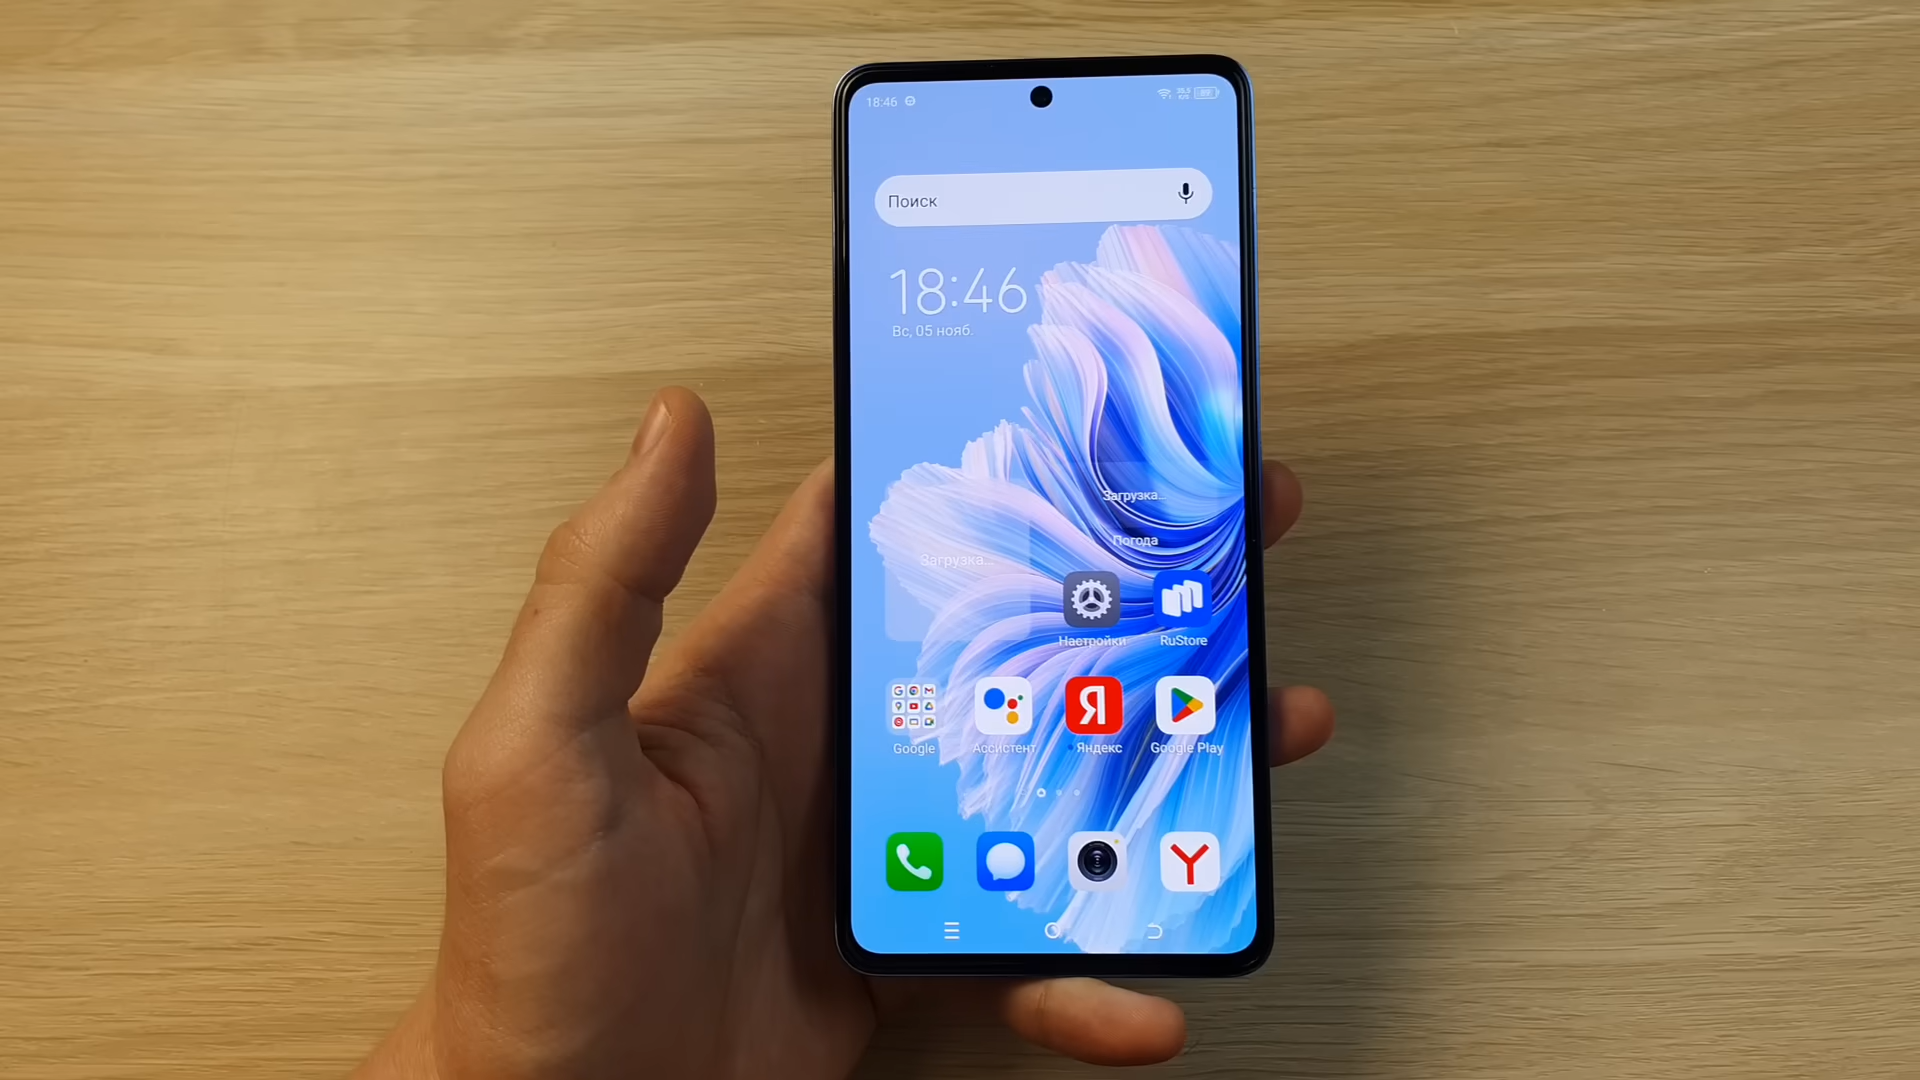 18:46
Поиск
18:46
Вс, 05 нояб.
Загрузка...
Погода
Загрузка...
Настройки
RuStore
Я
Google
Ассистент
Яндекс
Google Play